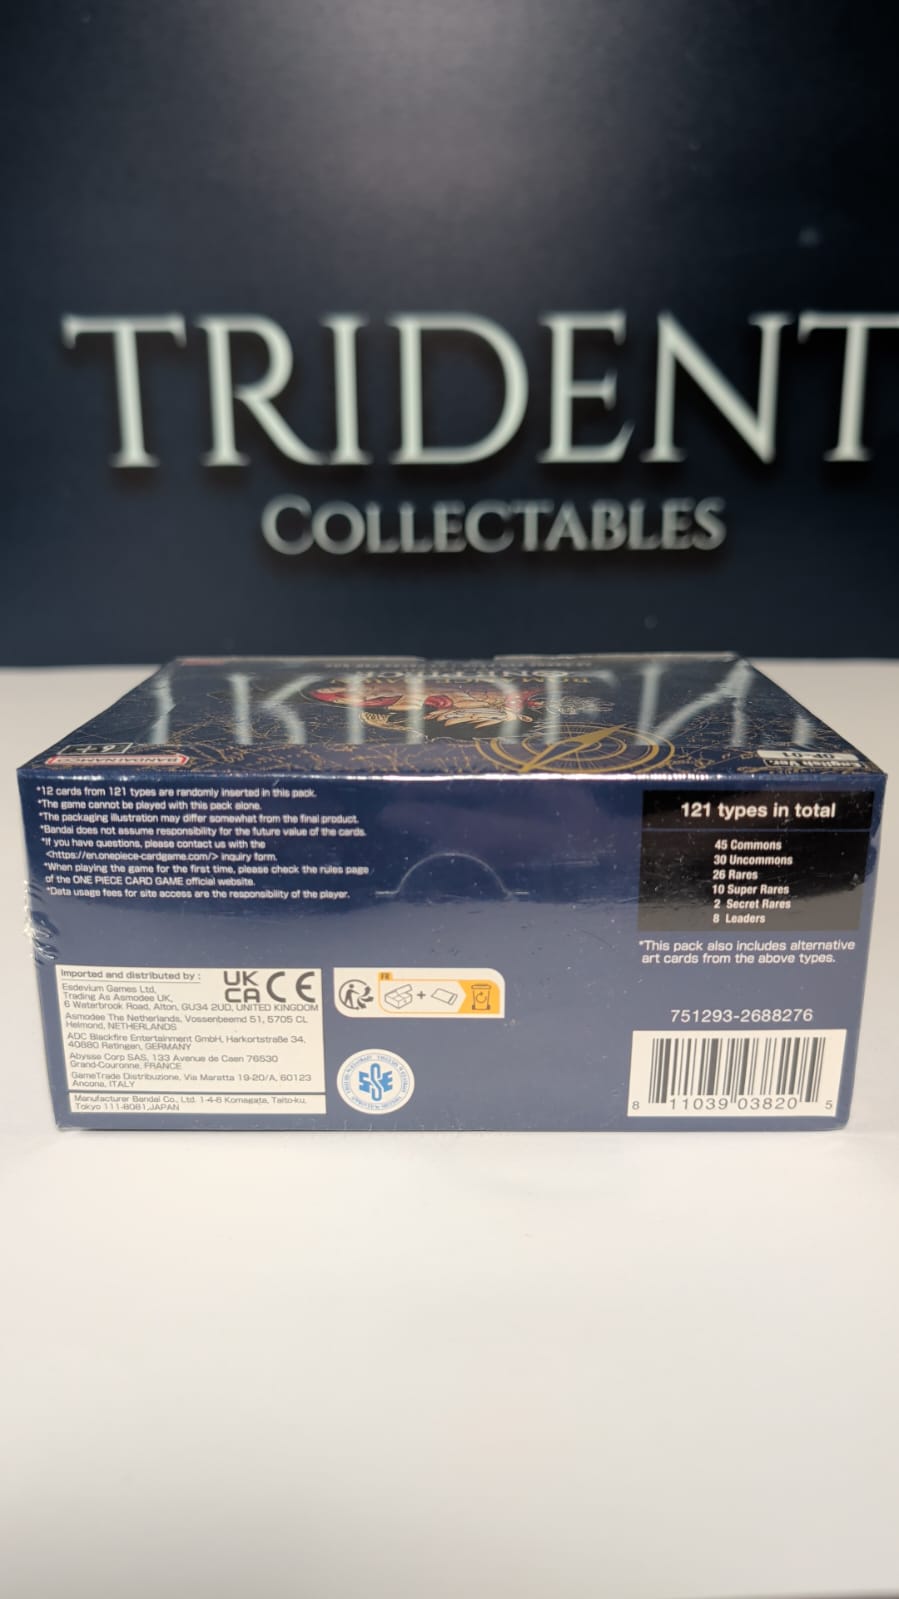 TRIDENT
COLLECTABLES
ROMANCE DAWN
6+
BANDAI NAMCO
English Ver.
OP-01
*12 cards from 121 types are randomly inserted in this pack.
*The game cannot be played with this pack alone.
*The packaging illustration may differ somewhat from the final product.
*Bandai does not assume responsibility for the future value of the cards.
*If you have questions, please contact us with the
<https://en.onepiece-cardgame.com/> inquiry form.
*When playing the game for the first time, please check the rules page
of the ONE PIECE CARD GAME official website.
*Data usage fees for site access are the responsibility of the player.
121 types in total
45 Commons
30 Uncommons
26 Rares
10 Super Rares
2 Secret Rares
8 Leaders
*This pack also includes alternative
art cards from the above types.
Imported and distributed by :
Esdevium Games Ltd,
Trading As Asmodee UK,
6 Waterbrook Road, Alton, GU34 2UD, UNITED KINGDOM
Asmodee The Netherlands, Vossenbeemd 51, 5705 CL
Helmond, NETHERLANDS
ADC Blackfire Entertainment GmbH, Harkortstraße 34,
40880 Ratingen, GERMANY
Abysse Corp SAS, 133 Avenue de Caen 76530
Grand-Couronne, FRANCE
GameTrade Distribuzione, Via Maratta 19-20/A, 60123
Ancona, ITALY
Manufacturer Bandai Co., Ltd. 1-4-8 Komagata, Taito-ku,
Tokyo 111-8081, JAPAN
UK
CA CE
FR
+
751293-2688276
8 11039 03820 5